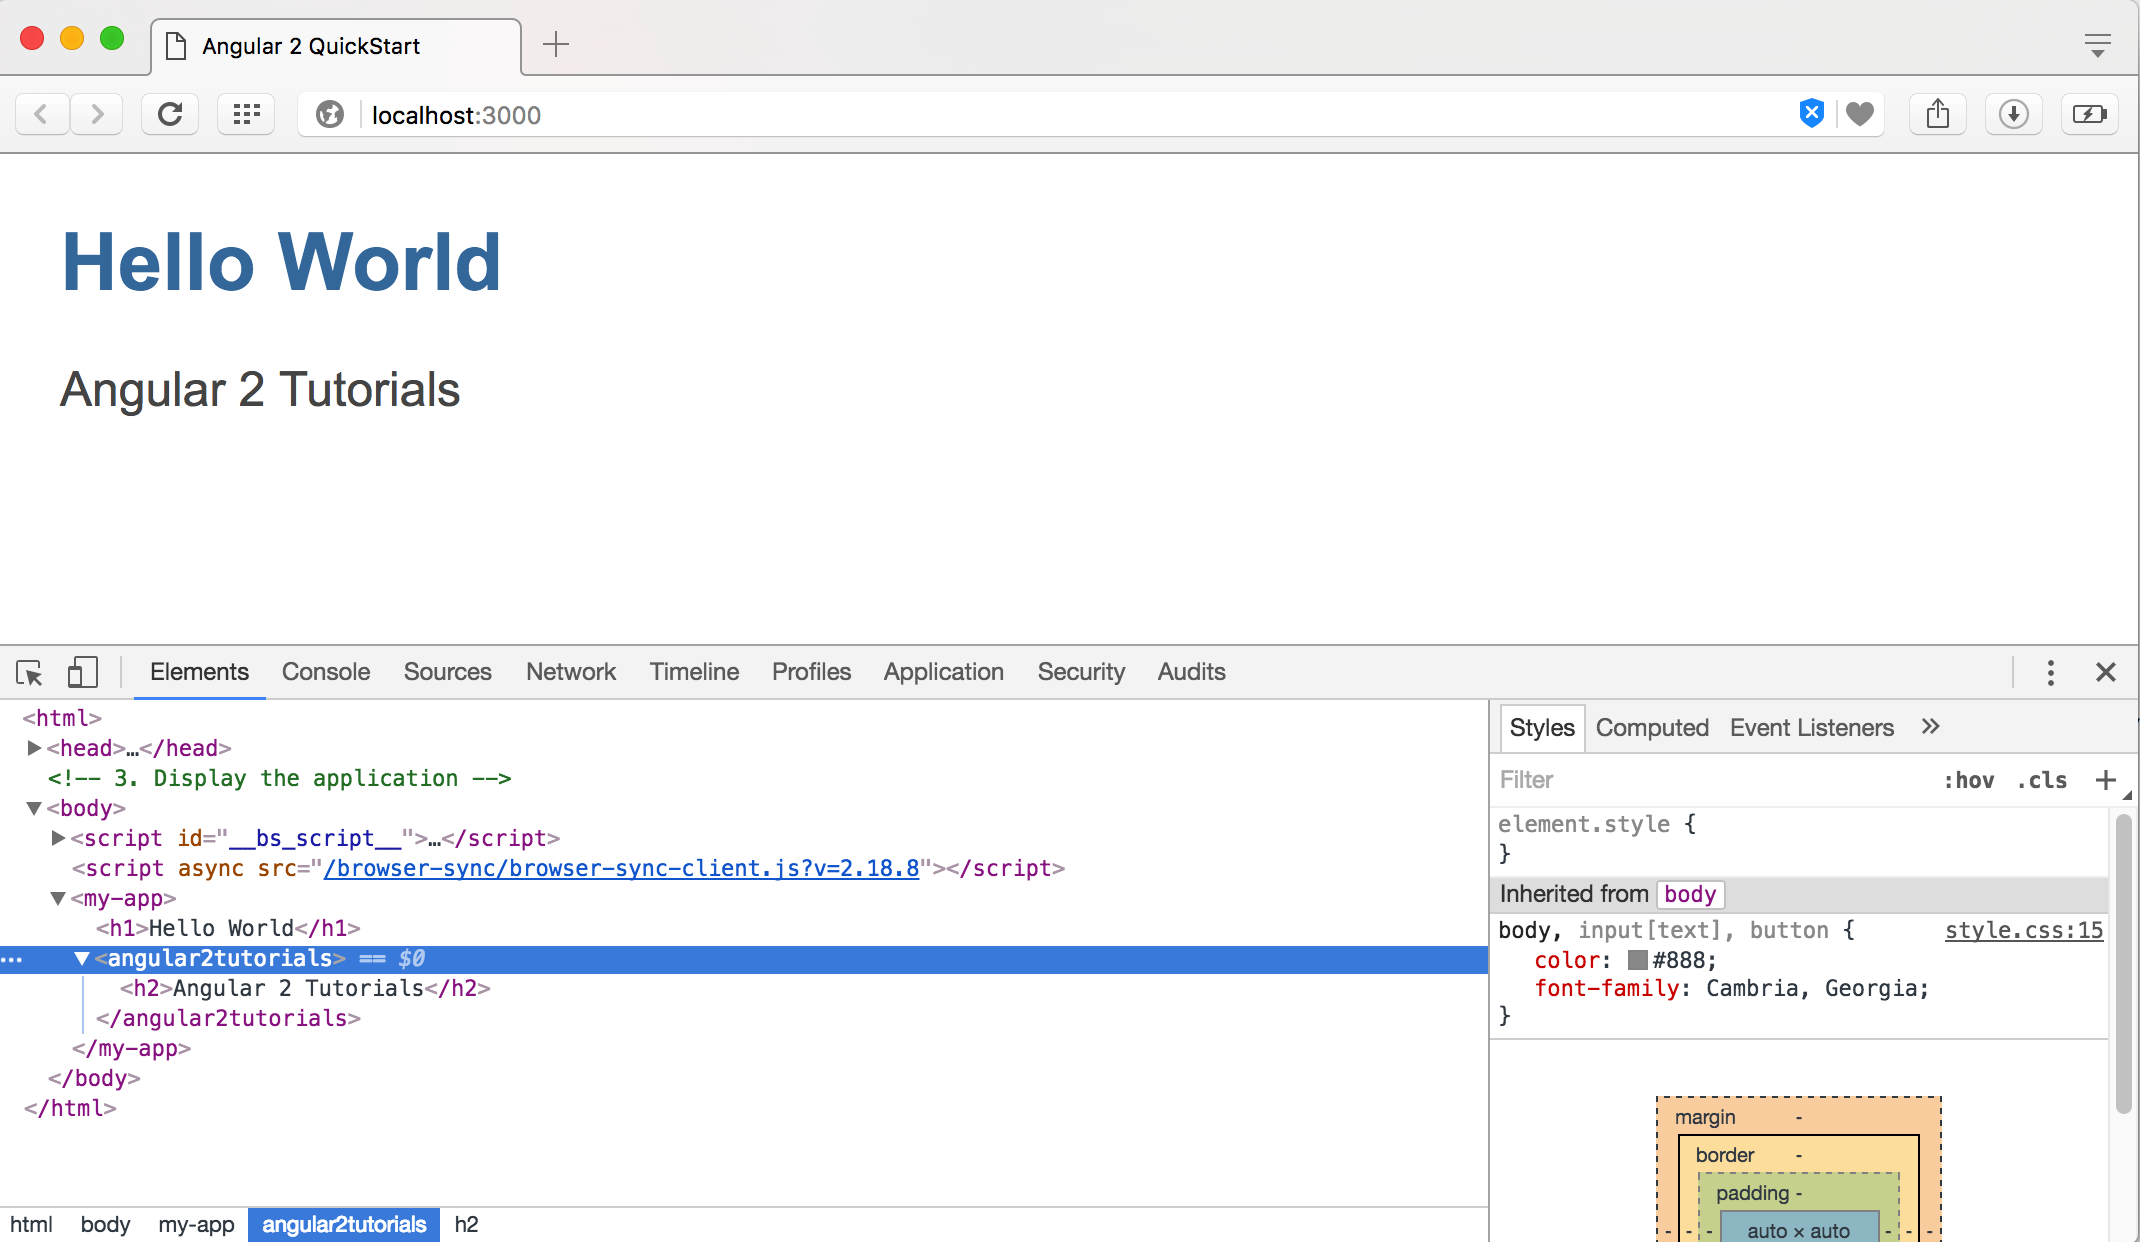 Angular 2 QuickStart
localhost:3000
Hello World
Angular 2 Tutorials
Elements Console Sources Network Timeline Profiles Application Security Audits
<html>
<head>…</head>
<!-- 3. Display the application -->
<body>
<script id="__bs_script__">…</script>
<script async src="/browser-sync/browser-sync-client.js?v=2.18.8"></script>
<my-app>
<h1>Hello World</h1>
<angular2tutorials> == $0
<h2>Angular 2 Tutorials</h2>
</angular2tutorials>
</my-app>
</body>
</html>
html body my-app angular2tutorials h2
Styles Computed Event Listeners »
Filter :hov .cls +
element.style {
}
Inherited from body
body, input[text], button { style.css:15
color: #888;
font-family: Cambria, Georgia;
}
margin -
border -
padding -
- - - auto × auto - - -